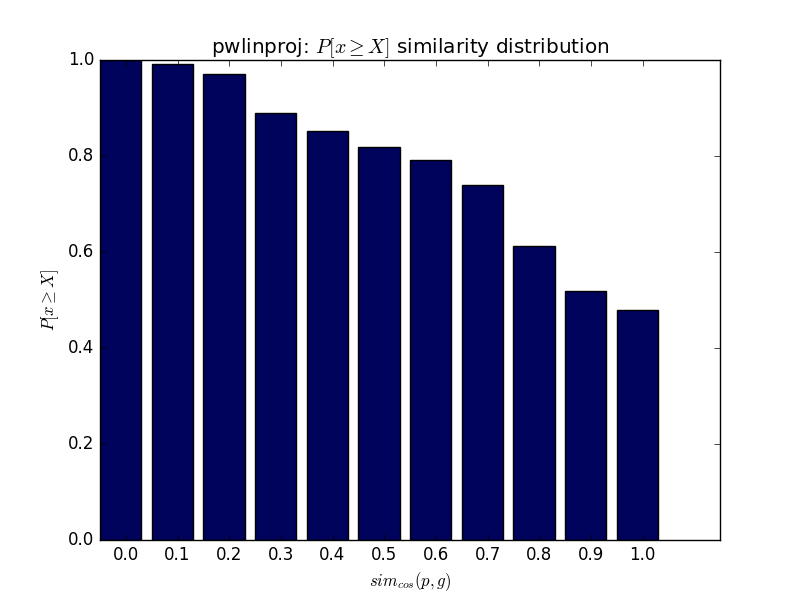 pwlinproj: P[x ≥ X] similarity distribution
1.0
0.8
0.6
0.4
0.2
0.0
P[x ≥ X]
0.0 0.1 0.2 0.3 0.4 0.5 0.6 0.7 0.8 0.9 1.0
sim_cos(p, g)